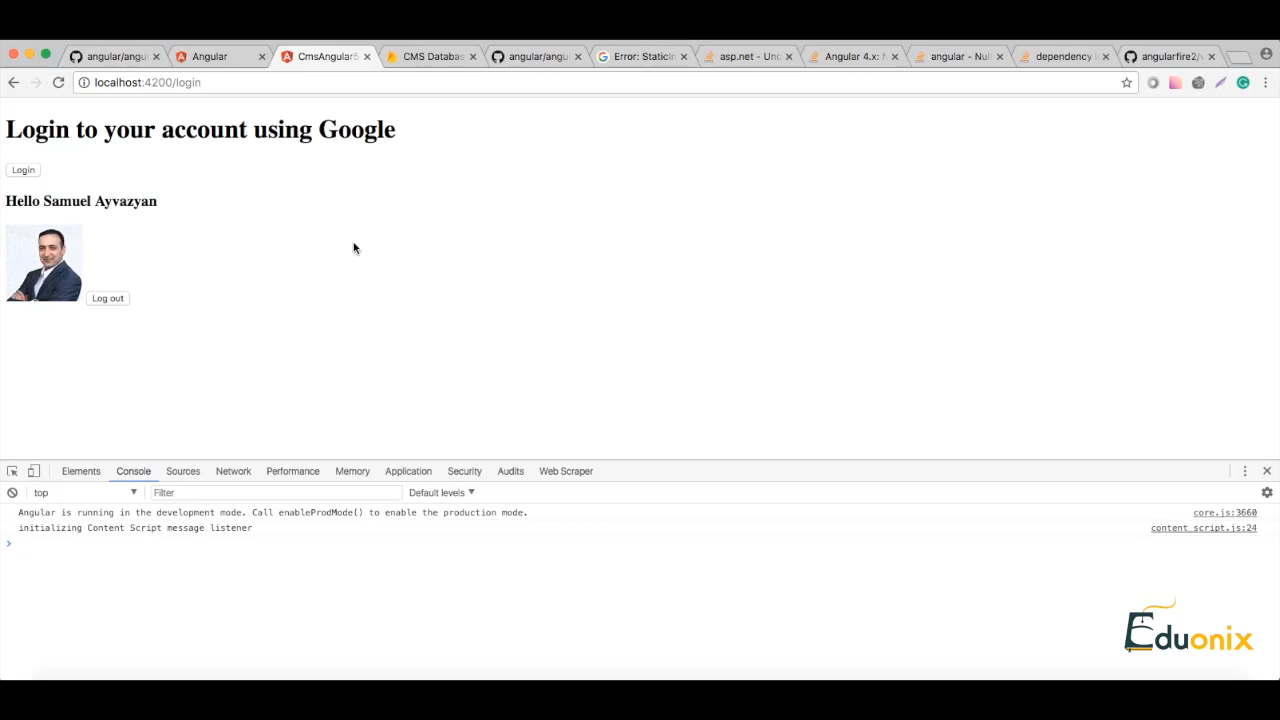 angular/angul
Angular
CmsAngular5
CMS Databas
angular/angul
Error: StaticIn
asp.net - Unc
Angular 4.x: N
angular - Null
dependency i
angularfire2/v
localhost:4200/login
Login to your account using Google
Login
Hello Samuel Ayvazyan
Log out
Elements Console Sources Network Performance Memory Application Security Audits Web Scraper
top Filter Default levels
Angular is running in the development mode. Call enableProdMode() to enable the production mode. core.js:3660
initializing Content Script message listener content_script.js:24
Eduonix